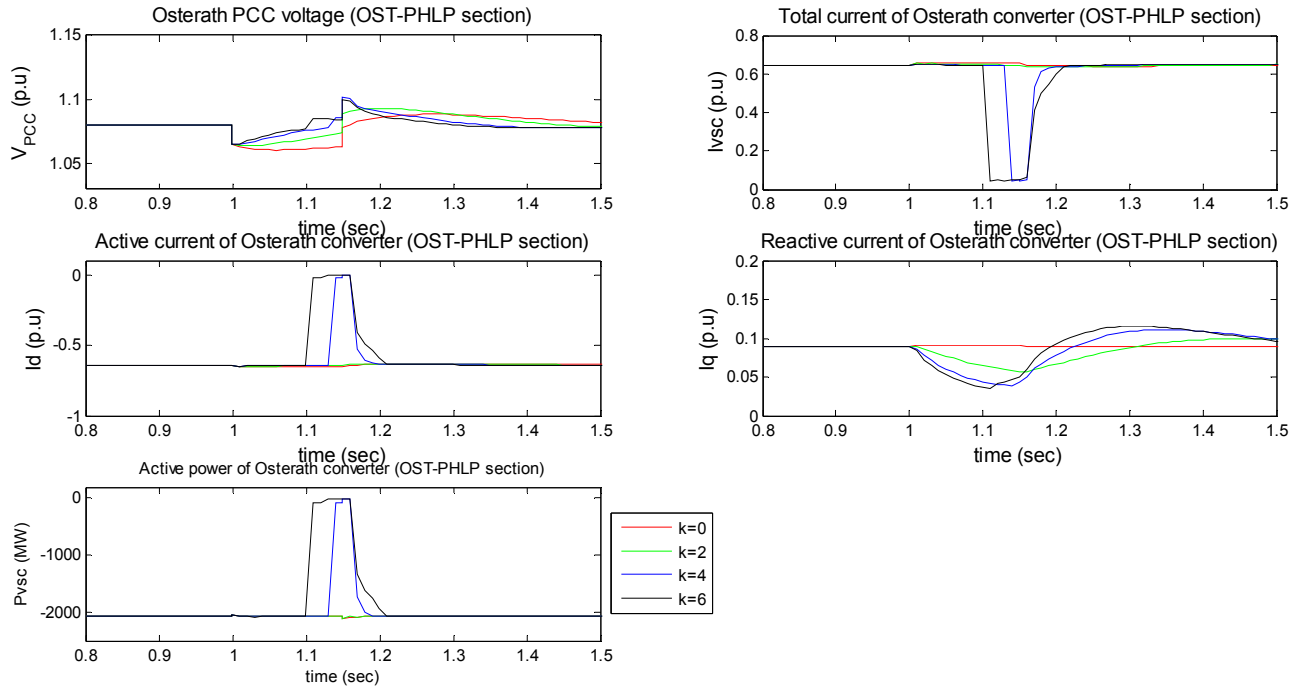 Osterath PCC voltage (OST-PHLP section)
1.15
1.1
1.05
V_PCC (p.u)
0.8 0.9 1 1.1 1.2 1.3 1.4 1.5
time (sec)
Total current of Osterath converter (OST-PHLP section)
0.8
0.6
0.4
0.2
0
Ivsc (p.u)
0.8 0.9 1 1.1 1.2 1.3 1.4 1.5
time (sec)
Active current of Osterath converter (OST-PHLP section)
0
-0.5
-1
Id (p.u)
0.8 0.9 1 1.1 1.2 1.3 1.4 1.5
time (sec)
Reactive current of Osterath converter (OST-PHLP section)
0.2
0.15
0.1
0.05
0
Iq (p.u)
0.8 0.9 1 1.1 1.2 1.3 1.4 1.5
time (sec)
Active power of Osterath converter (OST-PHLP section)
0
-1000
-2000
Pvsc (MW)
0.8 0.9 1 1.1 1.2 1.3 1.4 1.5
time (sec)
k=0
k=2
k=4
k=6